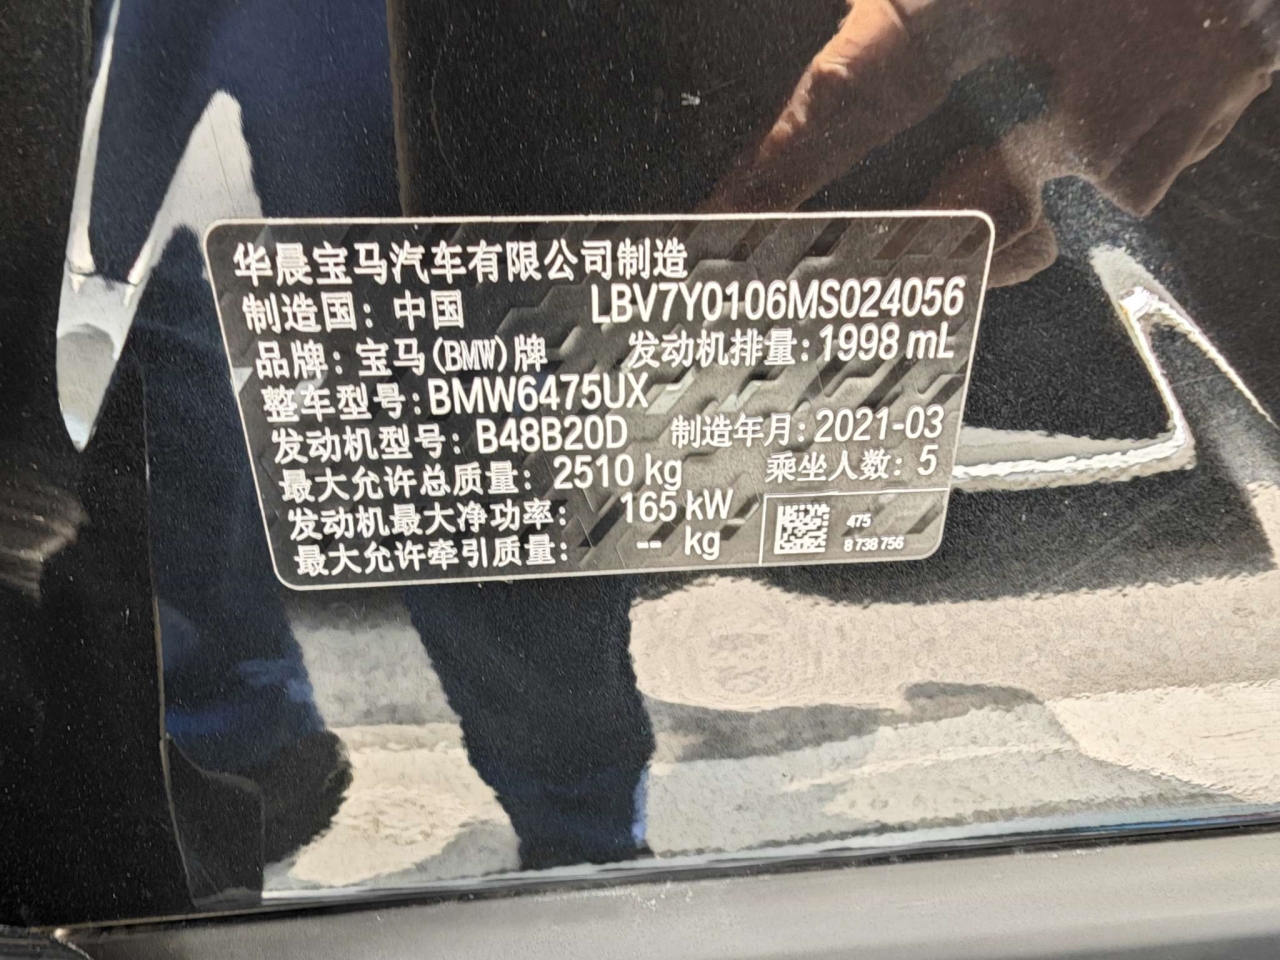 华晨宝马汽车有限公司制造
制造国：中国 LBV7Y0106MS024056
品牌：宝马(BMW)牌 发动机排量：1998 mL
整车型号：BMW6475UX
发动机型号：B48B20D 制造年月：2021-03
最大允许总质量：2510 kg 乘坐人数：5
发动机最大净功率：165 kW
最大允许牵引质量：-- kg
475
8 738 756